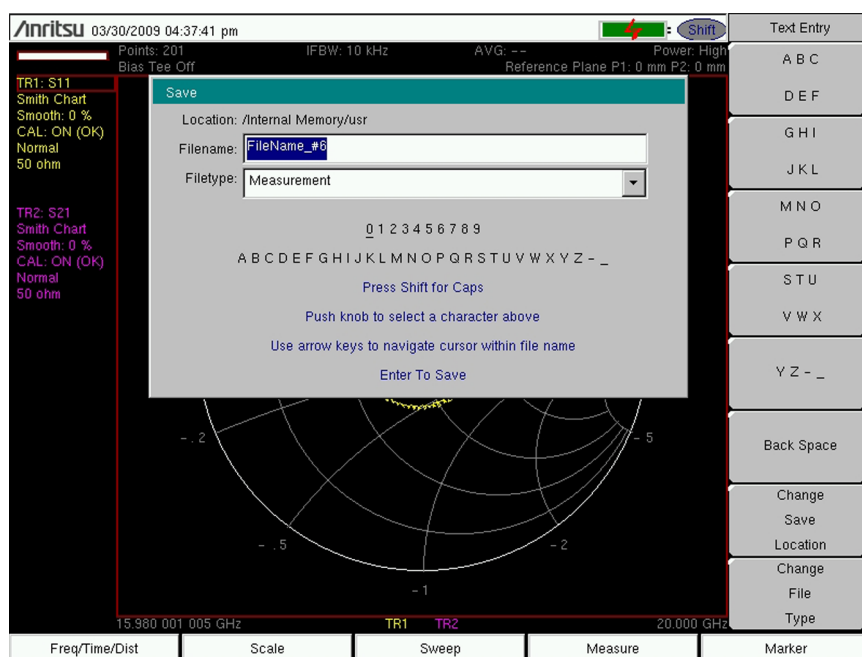 /Inritsu 03/30/2009 04:37:41 pm
Shift
Text Entry
Points: 201 IFBW: 10 kHz AVG: -- Power: High
Bias Tee Off Reference Plane P1: 0 mm P2: 0 mm
TR1: S11
Smith Chart
Smooth: 0 %
CAL: ON (OK)
Normal
50 ohm
TR2: S21
Smith Chart
Smooth: 0 %
CAL: ON (OK)
Normal
50 ohm
Save
Location: /Internal Memory/usr
Filename: FileName_#6
Filetype: Measurement
0 1 2 3 4 5 6 7 8 9
A B C D E F G H I J K L M N O P Q R S T U V W X Y Z - _
Press Shift for Caps
Push knob to select a character above
Use arrow keys to navigate cursor within file name
Enter To Save
- . 2
- 5
- . 5
- 2
- 1
15.980 001 005 GHz TR1 TR2 20.000 GHz
A B C
D E F
G H I
J K L
M N O
P Q R
S T U
V W X
Y Z - _
Back Space
Change
Save
Location
Change
File
Type
Freq/Time/Dist Scale Sweep Measure Marker